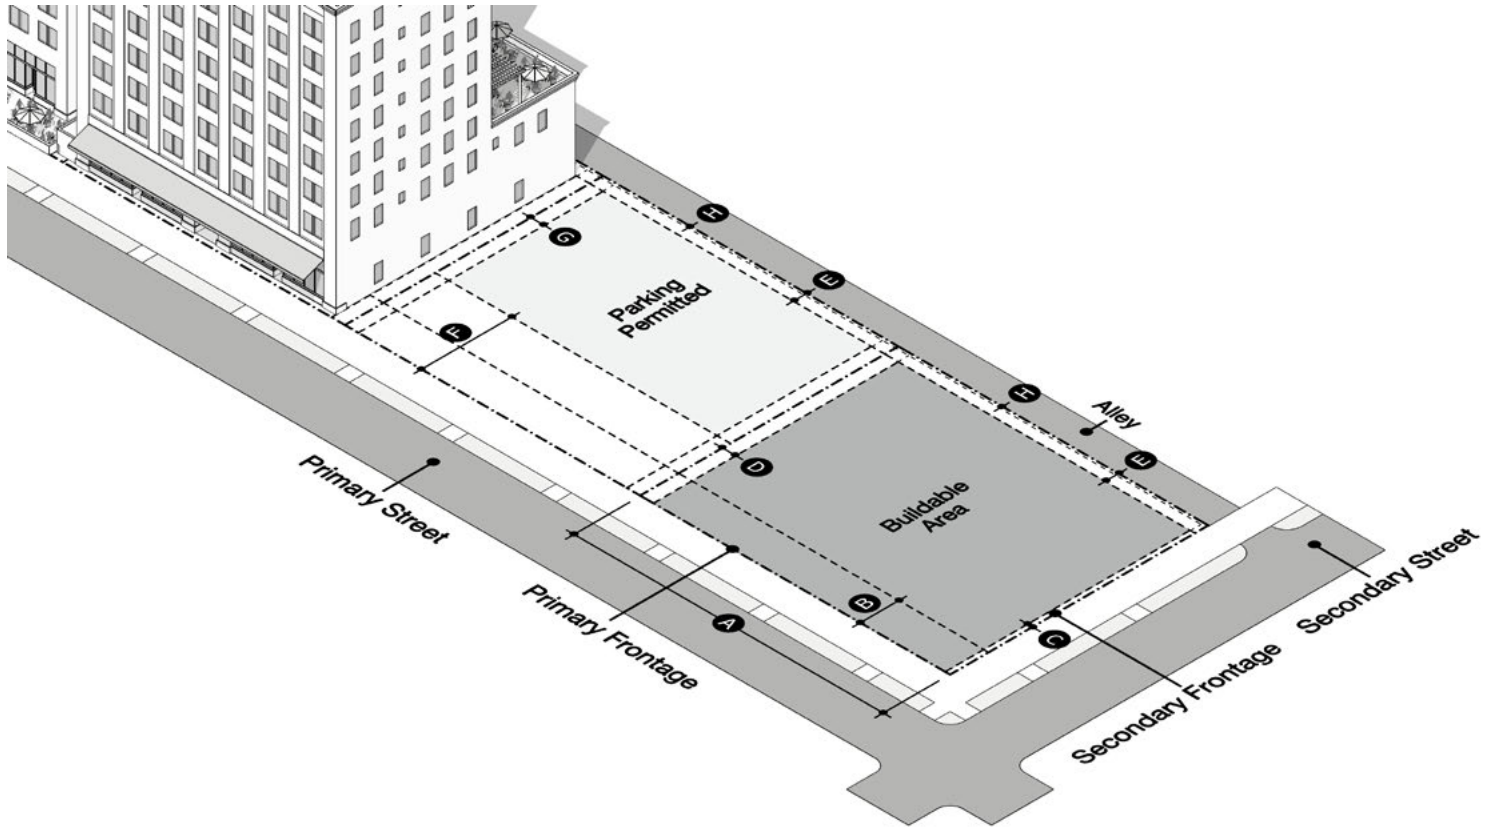 H
G
E
Parking
Permitted
F
H
Alley
D
E
Primary Street
Buildable
Area
Secondary Street
Primary Frontage
B
A
C
Secondary Frontage